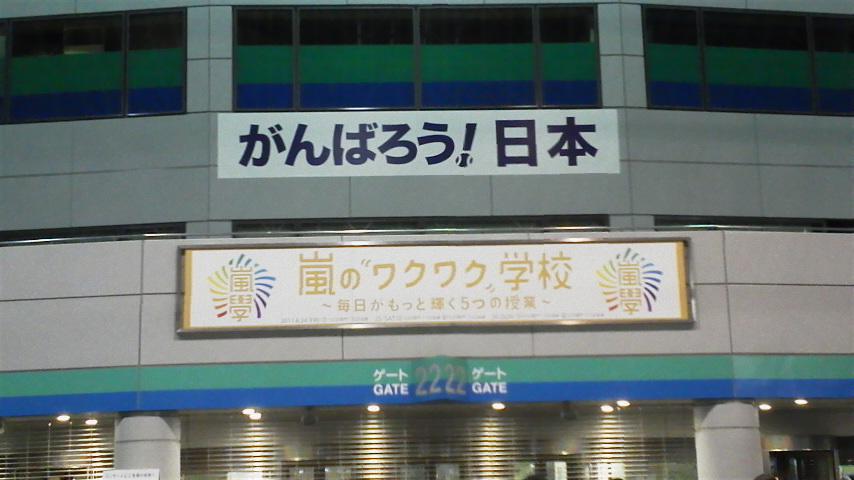 がんばろう!日本
嵐學 嵐の"ワクワク"学校 嵐學
~毎日がもっと輝く5つの授業~
ゲート 22 22 ゲート
GATE GATE